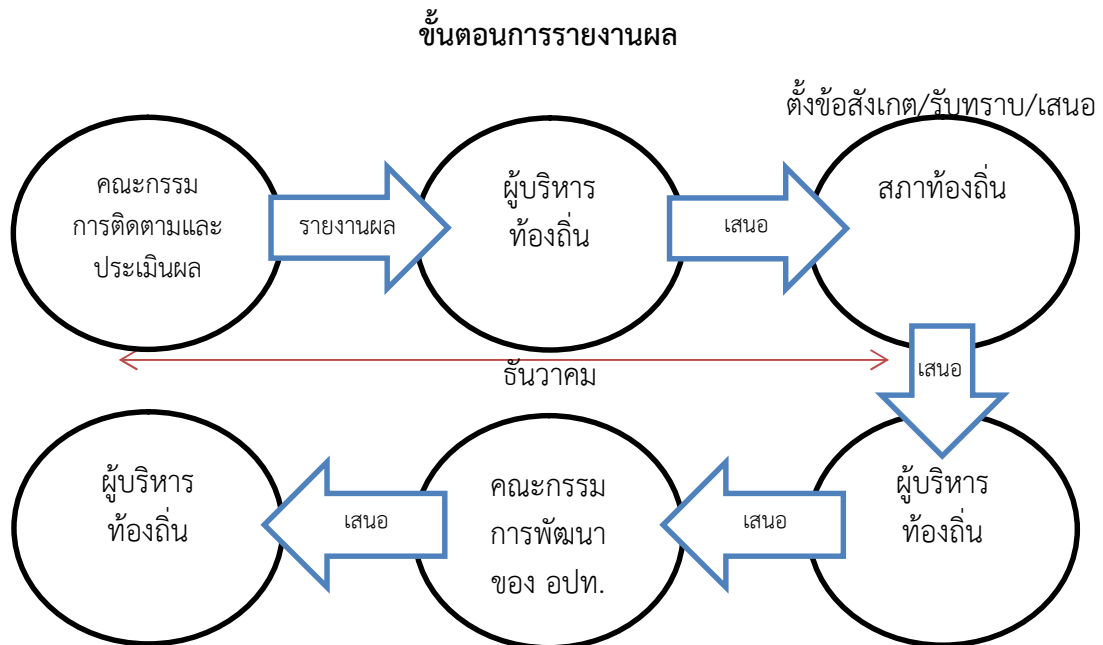 ขั้นตอนการรายงานผล
ตั้งข้อสังเกต/รับทราบ/เสนอ
คณะกรรม
การติดตามและ
ประเมินผล
รายงานผล
ผู้บริหาร
ท้องถิ่น
เสนอ
สภาท้องถิ่น
ธันวาคม
เสนอ
ผู้บริหาร
ท้องถิ่น
เสนอ
คณะกรรม
การพัฒนา
ของ อปท.
เสนอ
ผู้บริหาร
ท้องถิ่น